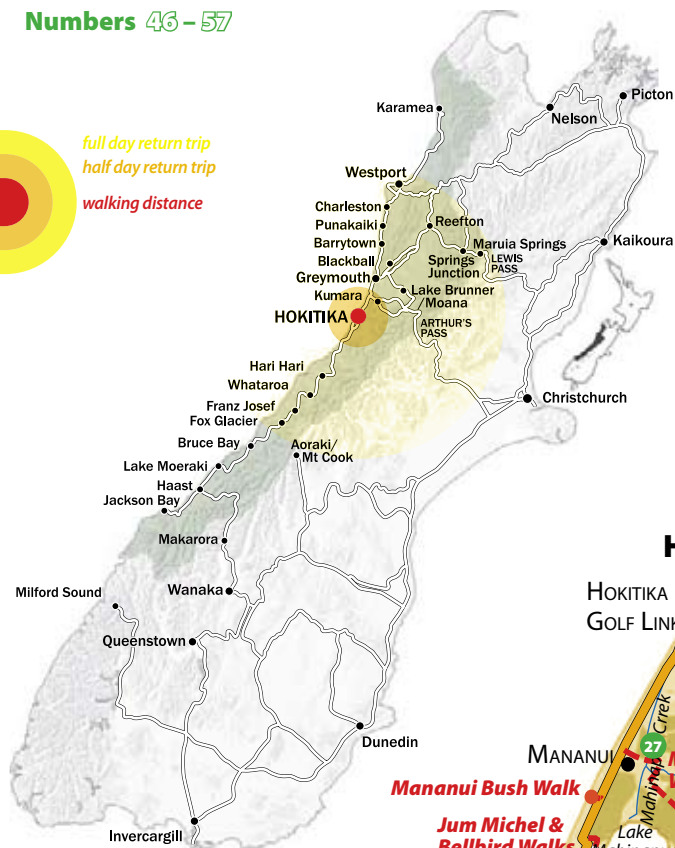 Numbers 46 – 57
full day return trip
half day return trip
walking distance
Karamea
Picton
Nelson
Westport
Charleston
Reefton
Punakaiki
Maruia Springs
Kaikoura
Barrytown
Springs
Junction
LEWIS
PASS
Blackball
Greymouth
Lake Brunner
/Moana
Kumara
HOKITIKA
ARTHUR'S
PASS
Hari Hari
Whataroa
Christchurch
Franz Josef
Fox Glacier
Bruce Bay
Aoraki/
Mt Cook
Lake Moeraki
Haast
Jackson Bay
Makarora
Milford Sound
Wanaka
Queenstown
Dunedin
Invercargill
H
HOKITIKA
GOLF LINK
MANANUI
27
Mahinap Crrek
Mananui Bush Walk
Jum Michel &
Bellbird Walks
Lake